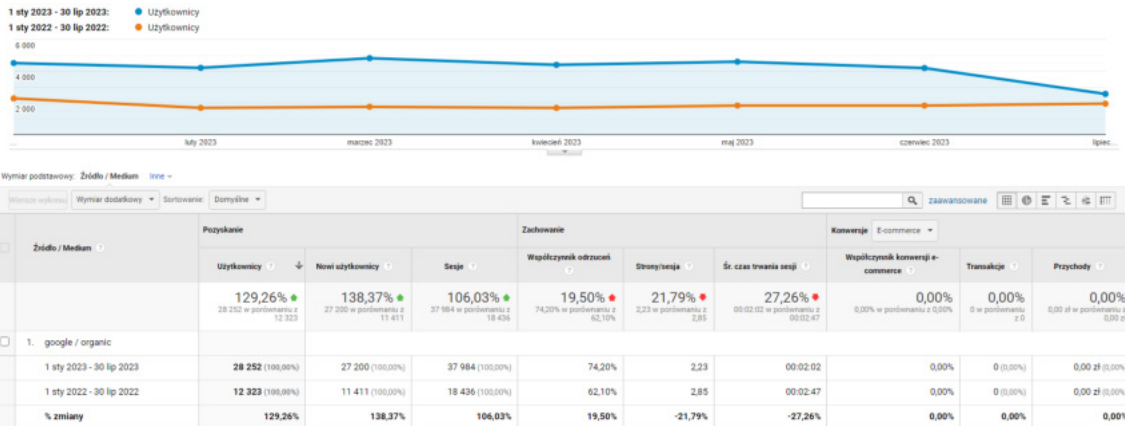 1 sty 2023 - 30 lip 2023: Użytkownicy
1 sty 2022 - 30 lip 2022: Użytkownicy
6 000
4 000
2 000
... luty 2023 marzec 2023 kwiecień 2023 maj 2023 czerwiec 2023 lipiec...
Wymiar podstawowy: Źródło / Medium Inne
Wiersze wykresu Wymiar dodatkowy Sortowanie: Domyślne zaawansowane
Pozyskanie Zachowanie Konwersje E-commerce
Źródło / Medium ?
Użytkownicy ? Nowi użytkownicy ? Sesje ? Współczynnik odrzuceń ? Strony/sesja ? Śr. czas trwania sesji ? Współczynnik konwersji e-commerce ? Transakcje ? Przychody ?
129,26% 138,37% 106,03% 19,50% 21,79% 27,26% 0,00% 0,00% 0,00%
28 252 w porównaniu z 12 323 27 200 w porównaniu z 11 411 37 984 w porównaniu z 18 436 74,20% w porównaniu z 62,10% 2,23 w porównaniu z 2,85 00:02:02 w porównaniu z 00:02:47 0,00% w porównaniu z 0,00% 0 w porównaniu z 0 0,00 zł w porównaniu z 0,00 zł
1. google / organic
1 sty 2023 - 30 lip 2023 28 252 (100,00%) 27 200 (100,00%) 37 984 (100,00%) 74,20% 2,23 00:02:02 0,00% 0 (0,00%) 0,00 zł (0,00%
1 sty 2022 - 30 lip 2022 12 323 (100,00%) 11 411 (100,00%) 18 436 (100,00%) 62,10% 2,85 00:02:47 0,00% 0 (0,00%) 0,00 zł (0,00%
% zmiany 129,26% 138,37% 106,03% 19,50% -21,79% -27,26% 0,00% 0,00% 0,00%